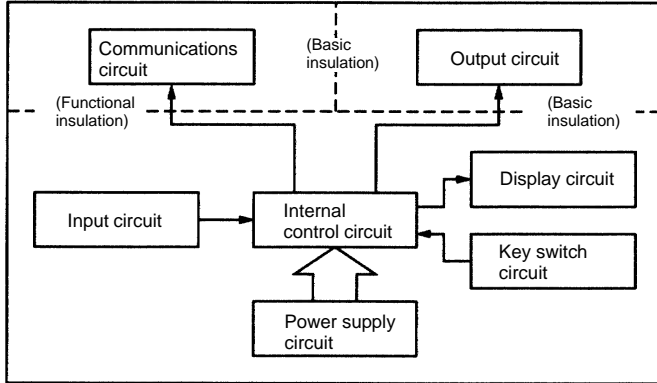 Communications
circuit
(Basic
insulation)
Output circuit
(Functional
insulation)
(Basic
insulation)
Input circuit
Internal
control circuit
Display circuit
Key switch
circuit
Power supply
circuit